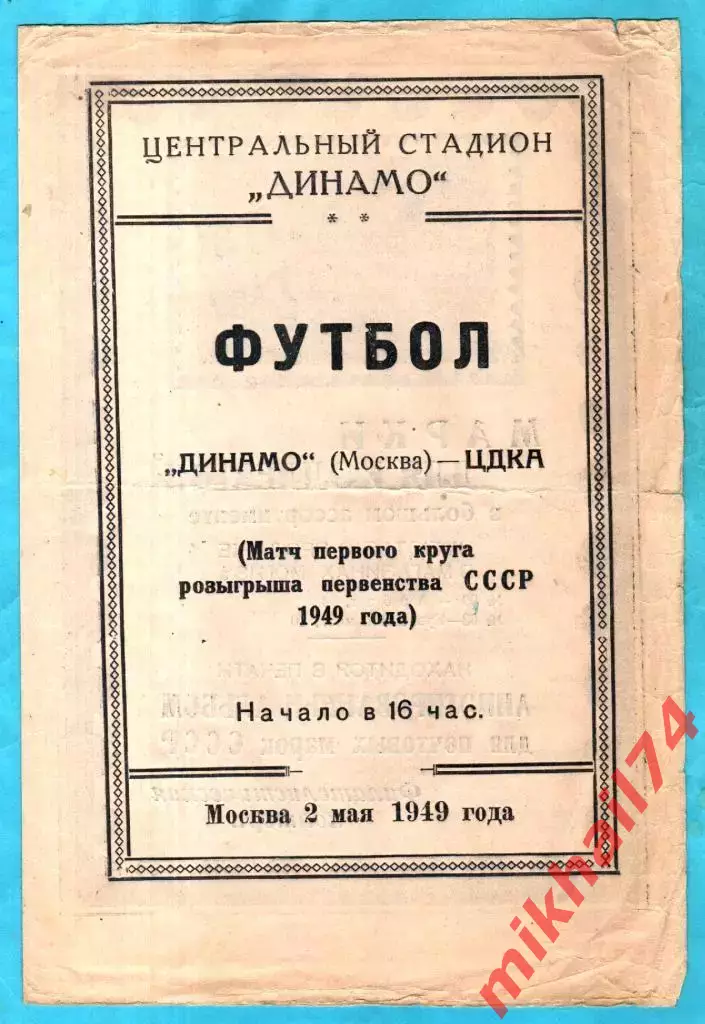 ЦЕНТРАЛЬНЫЙ СТАДИОН
„ДИНАМО“
* *
ФУТБОЛ
„ДИНАМО“ (Москва) — ЦДКА
(Матч первого круга
розыгрыша первенства СССР
1949 года)
Начало в 16 час.
Москва 2 мая 1949 года
mikhail74